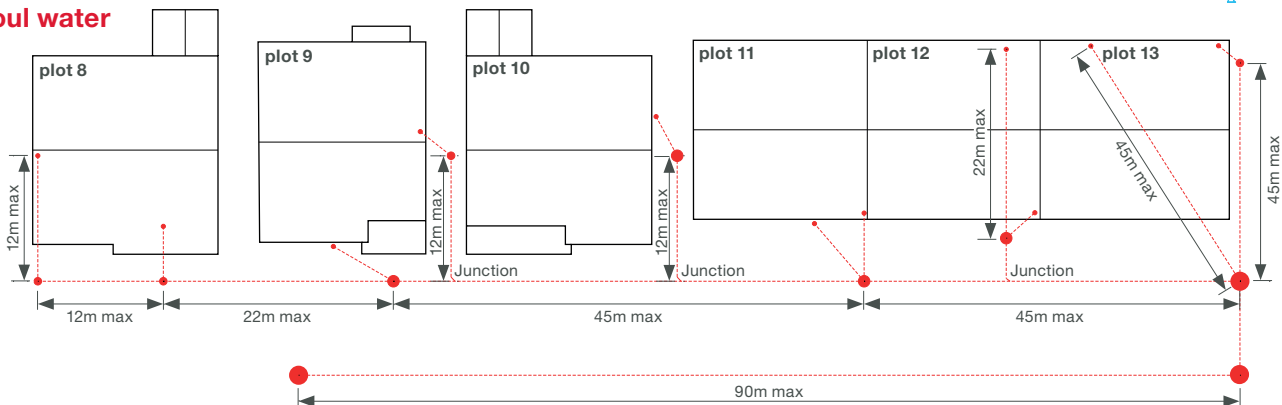 oul water
plot 8
plot 9
plot 10
plot 11
plot 12
plot 13
12m max
12m max
12m max
22m max
45m max
45m max
Junction
Junction
Junction
12m max
22m max
45m max
45m max
90m max